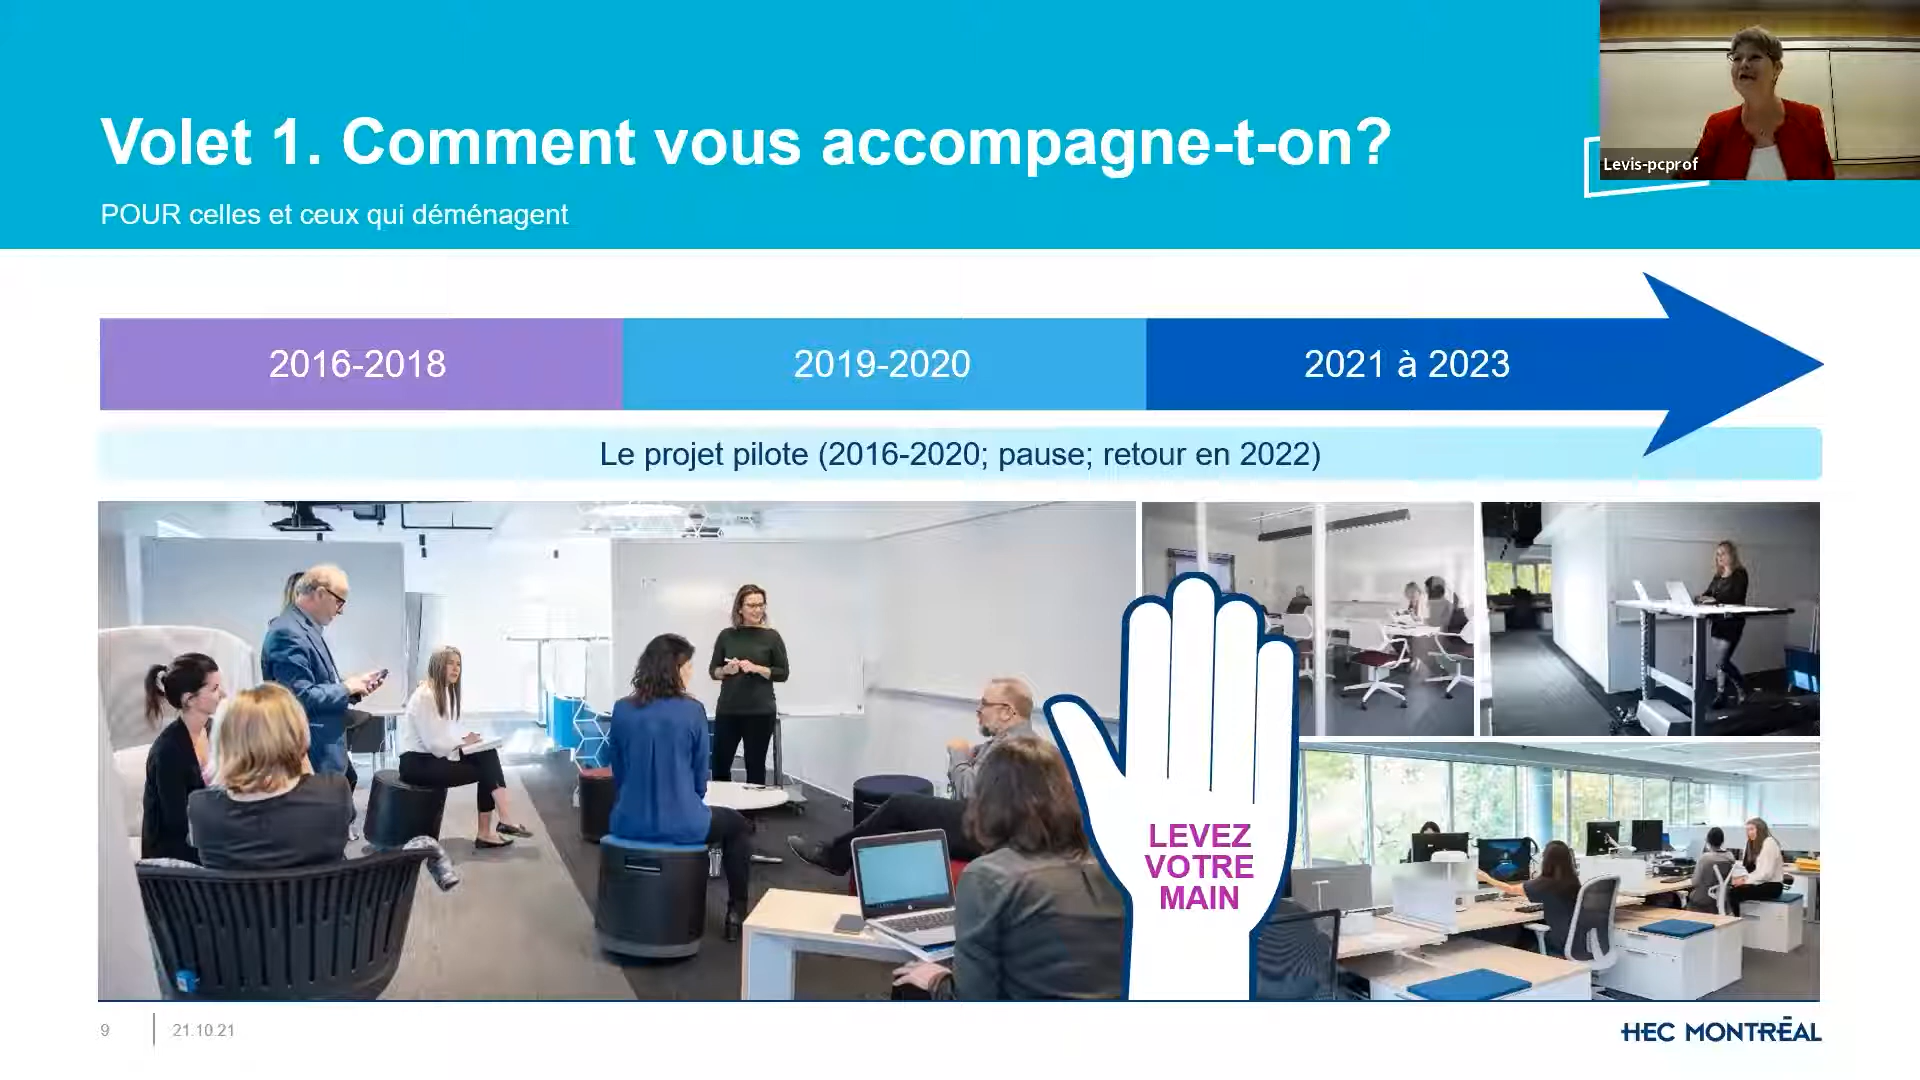 Volet 1. Comment vous accompagne-t-on?
POUR celles et ceux qui déménagent
Levis-pcprof
2016-2018
2019-2020
2021 à 2023
Le projet pilote (2016-2020; pause; retour en 2022)
LEVEZ
VOTRE
MAIN
9
21.10.21
HEC MONTRĒAL